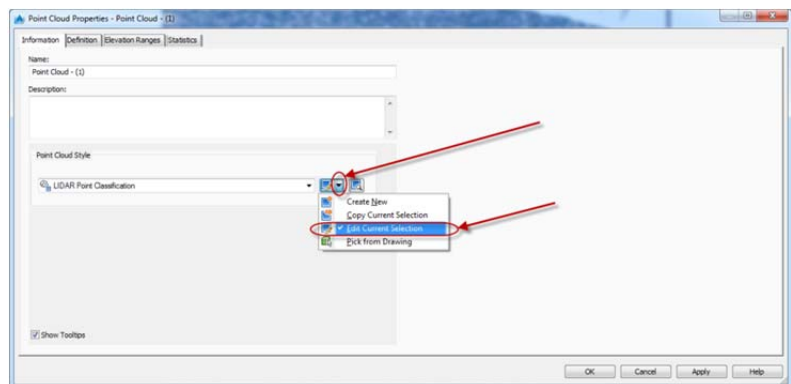 Point Cloud Properties - Point Cloud - (1)
Information Definition Elevation Ranges Statistics
Name:
Point Cloud - (1)
Description:
Point Cloud Style
LIDAR Point Classification
Create New
Copy Current Selection
Edit Current Selection
Pick from Drawing
Show Tooltips
OK Cancel Apply Help